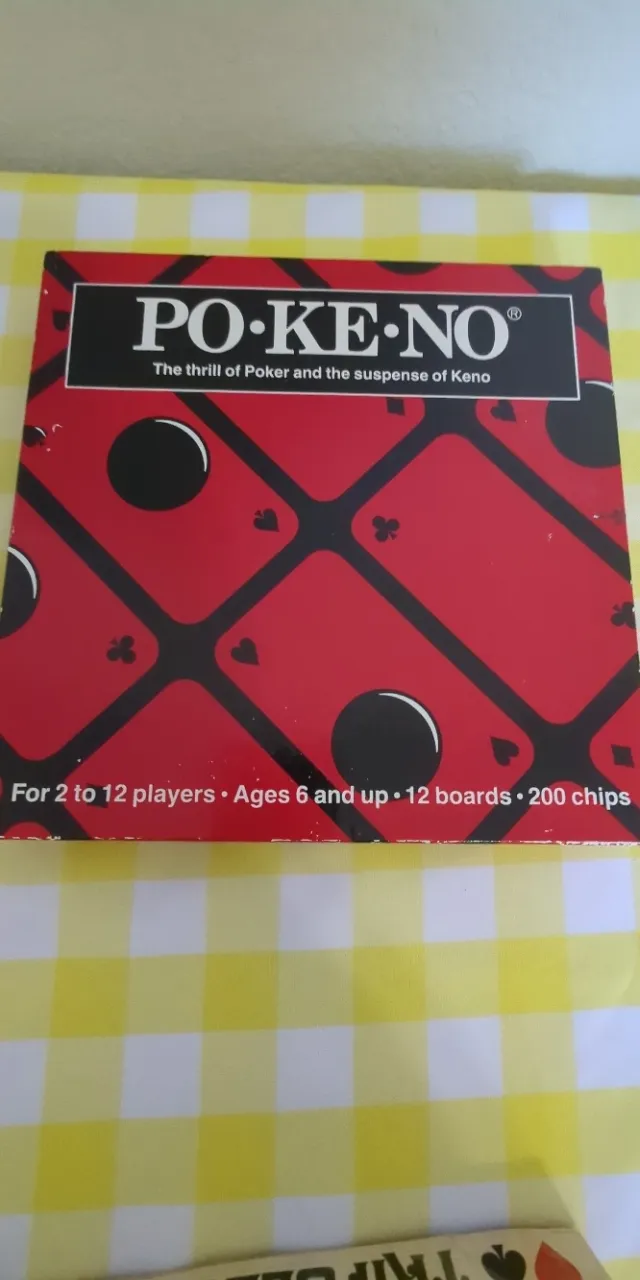 PO·KE·NO®
The thrill of Poker and the suspense of Keno
For 2 to 12 players • Ages 6 and up • 12 boards • 200 chips